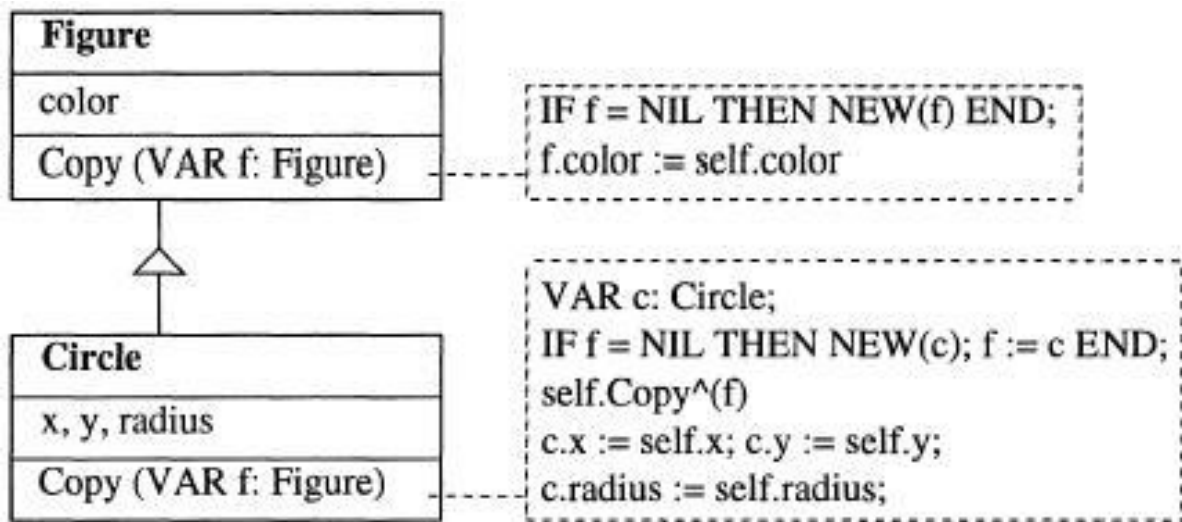 Figure
color
Copy (VAR f: Figure)
IF f = NIL THEN NEW(f) END;
f.color := self.color
Circle
x, y, radius
Copy (VAR f: Figure)
VAR c: Circle;
IF f = NIL THEN NEW(c); f := c END;
self.Copy^(f)
c.x := self.x; c.y := self.y;
c.radius := self.radius;